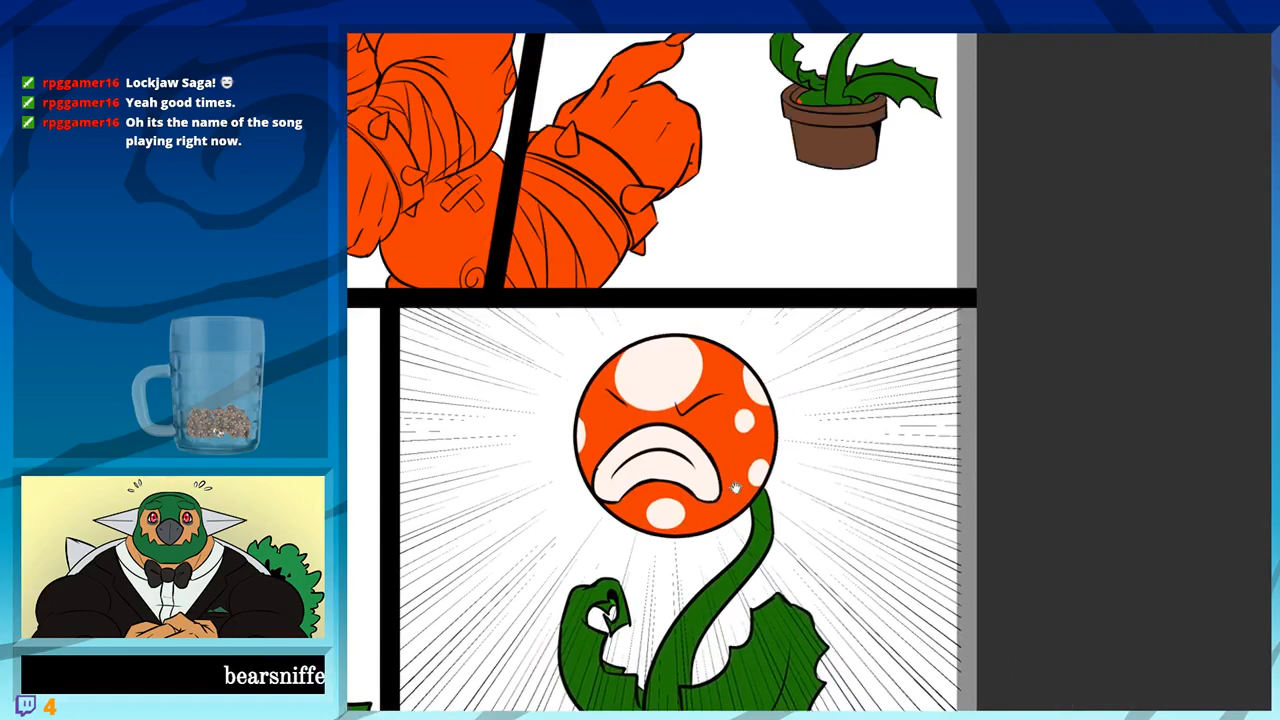 rpggamer16 Lockjaw Saga!
rpggamer16 Yeah good times.
rpggamer16 Oh its the name of the song
playing right now.
bearsniffe
4